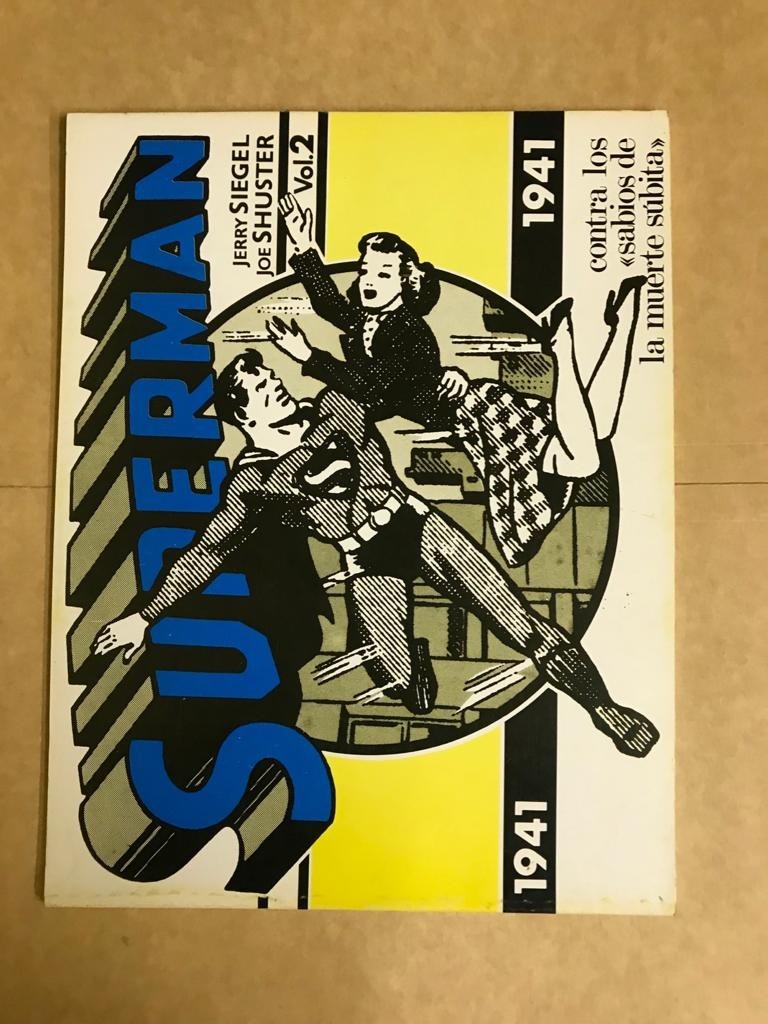 SUPERMAN
JERRY SIEGEL
JOE SHUSTER
Vol.2
1941
1941
contra los
«sabios de
la muerte súbita»
S